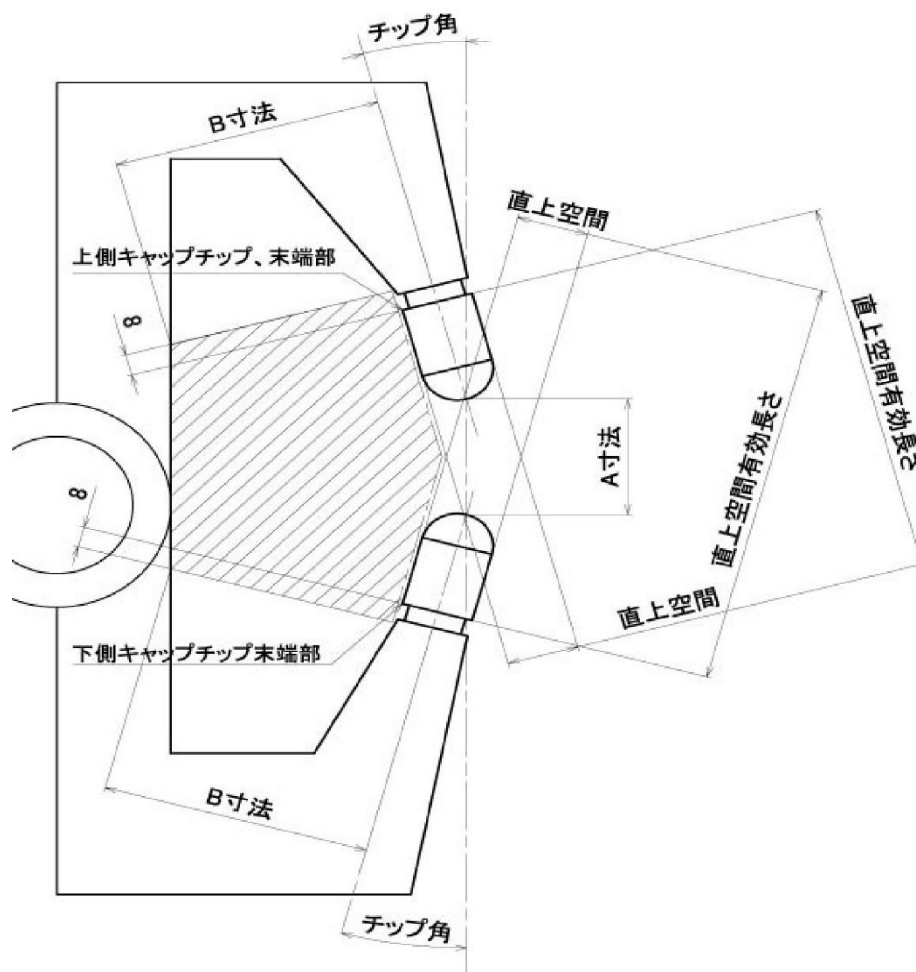 チップ角
B寸法
直上空間
上側キャップチップ、末端部
8
直上空間有効長さ
直上空間有効長さ
A寸法
8
直上空間
下側キャップチップ末端部
B寸法
チップ角